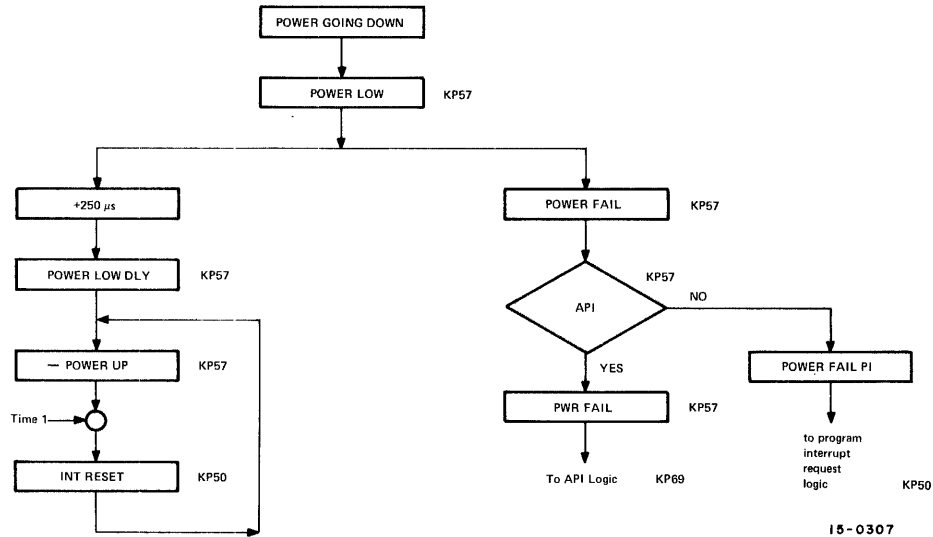 POWER GOING DOWN
POWER LOW
KP57
+250 μs
POWER FAIL
KP57
POWER LOW DLY
KP57
KP57
API
NO
— POWER UP
KP57
YES
POWER FAIL PI
PWR FAIL
KP57
Time 1
INT RESET
KP50
To API Logic
KP69
to program
interrupt
request
logic
KP50
15-0307